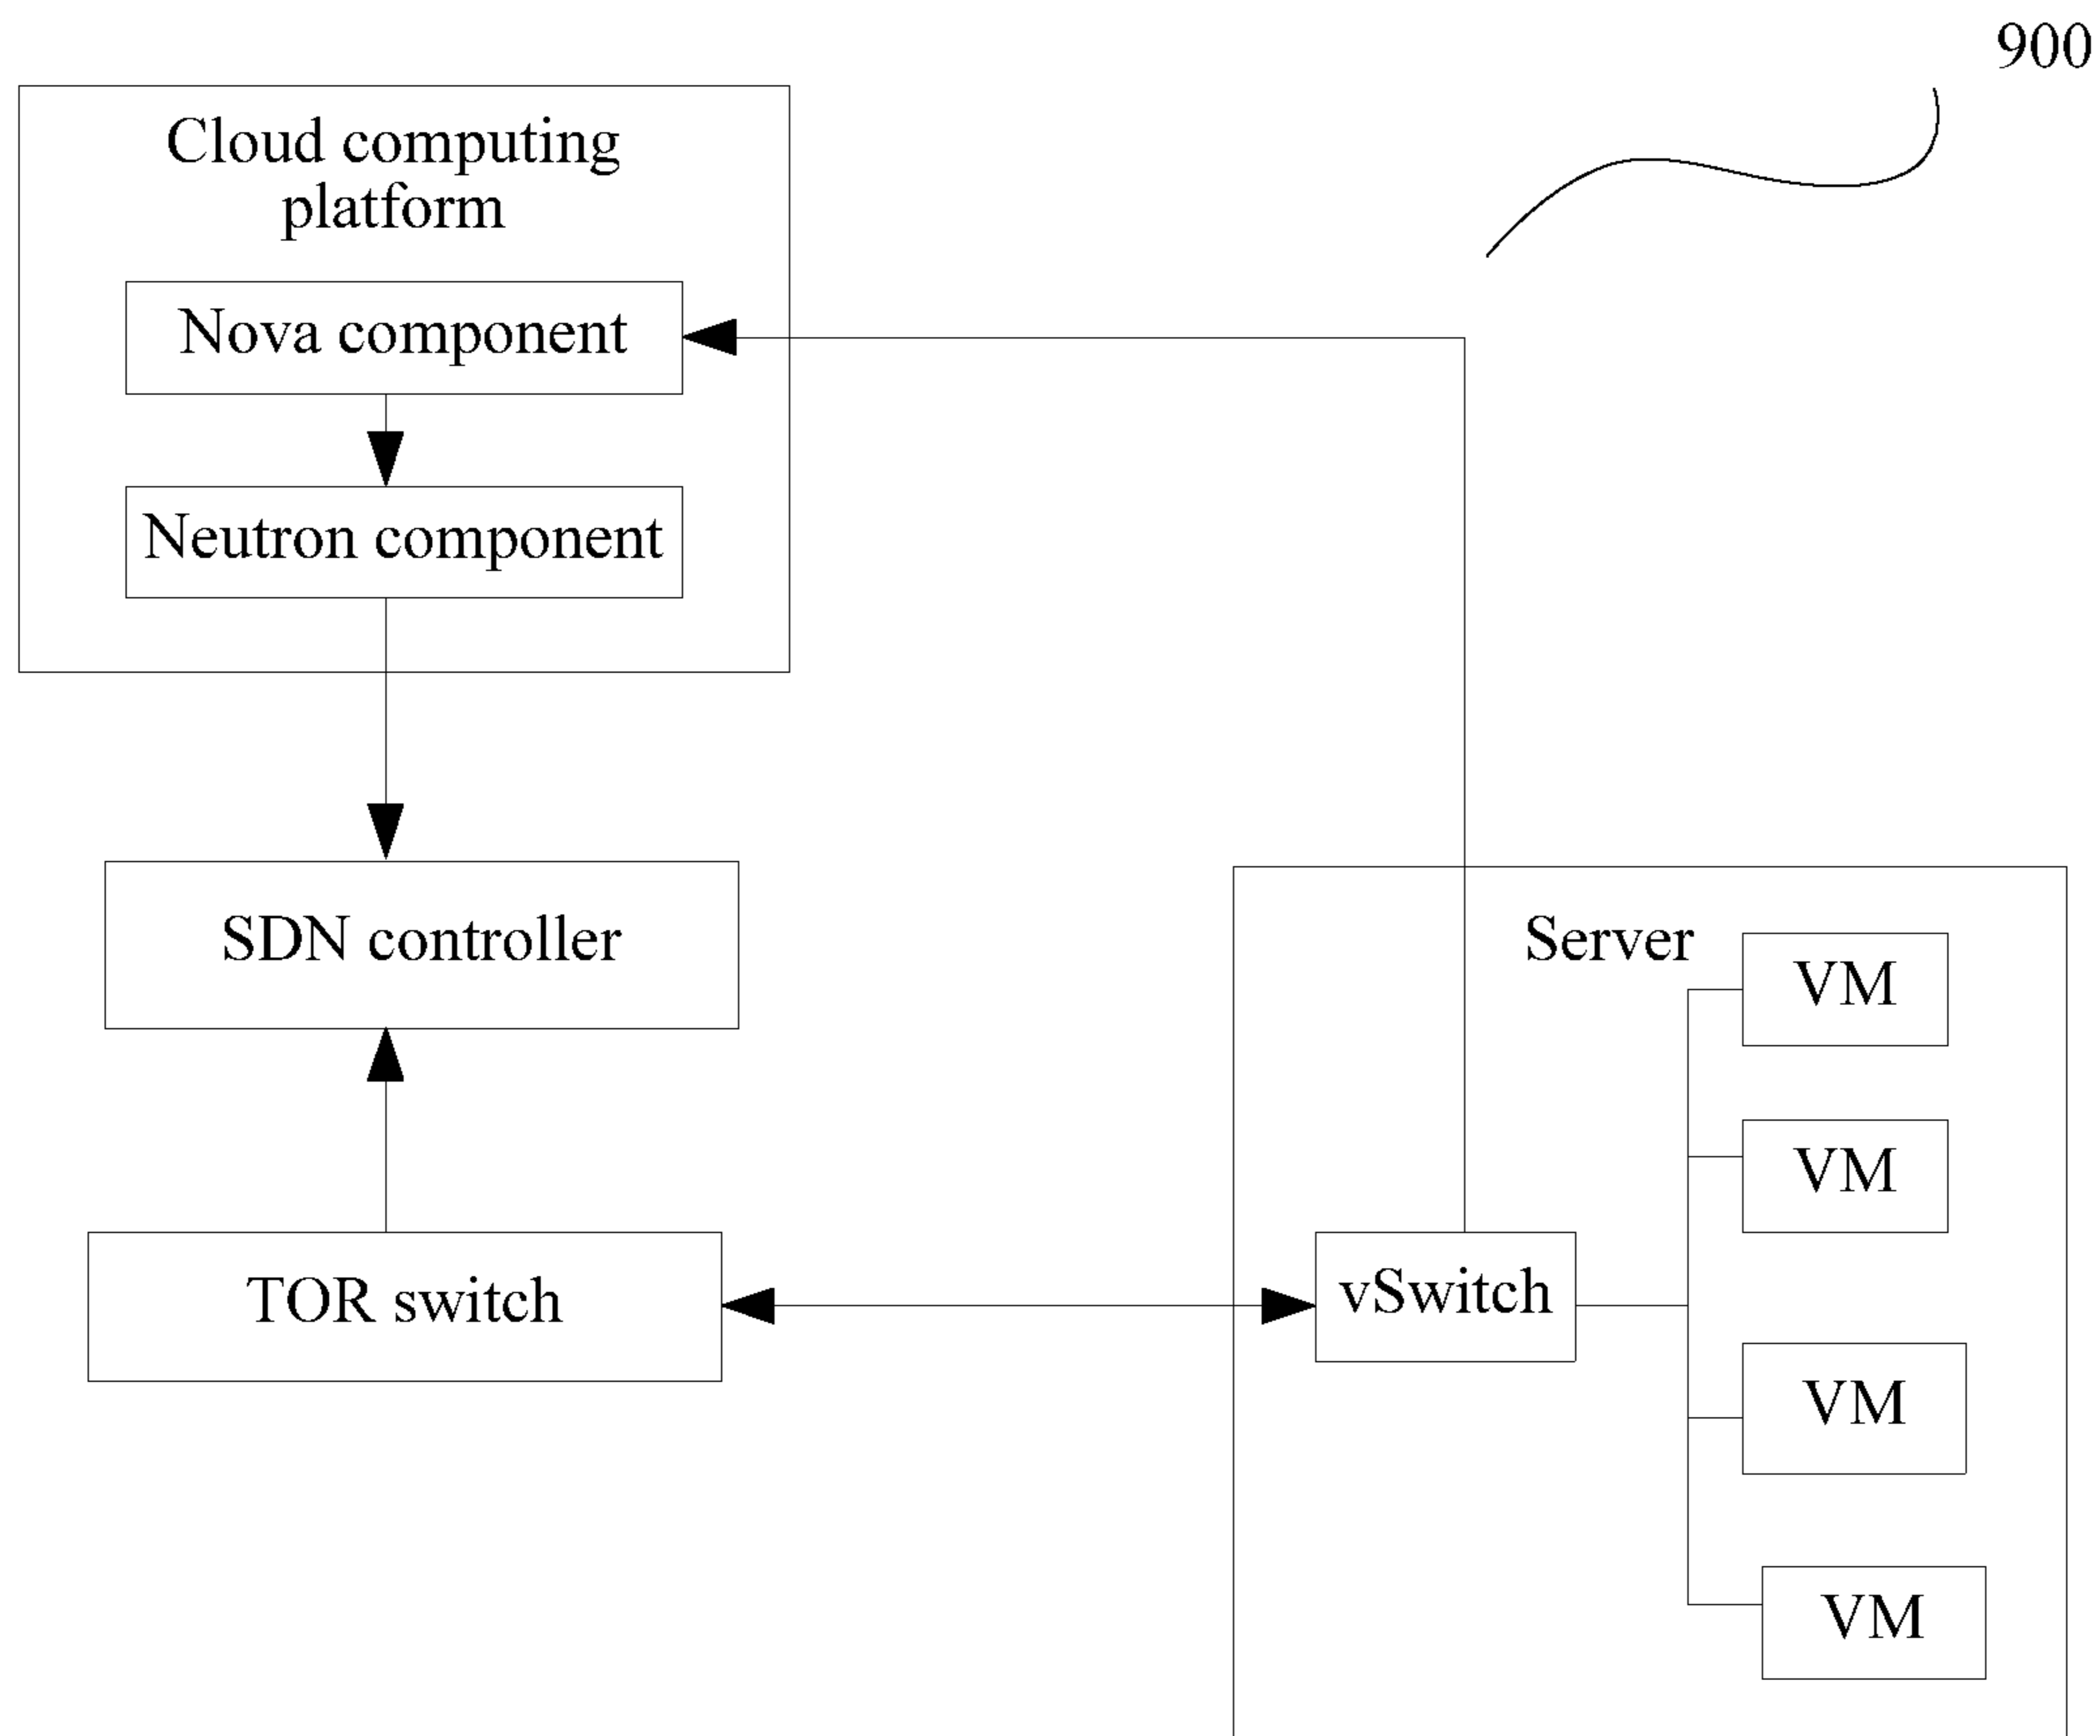 900
Cloud computing
platform
Nova component
Neutron component
SDN controller
Server
VM
VM
TOR switch
vSwitch
VM
VM